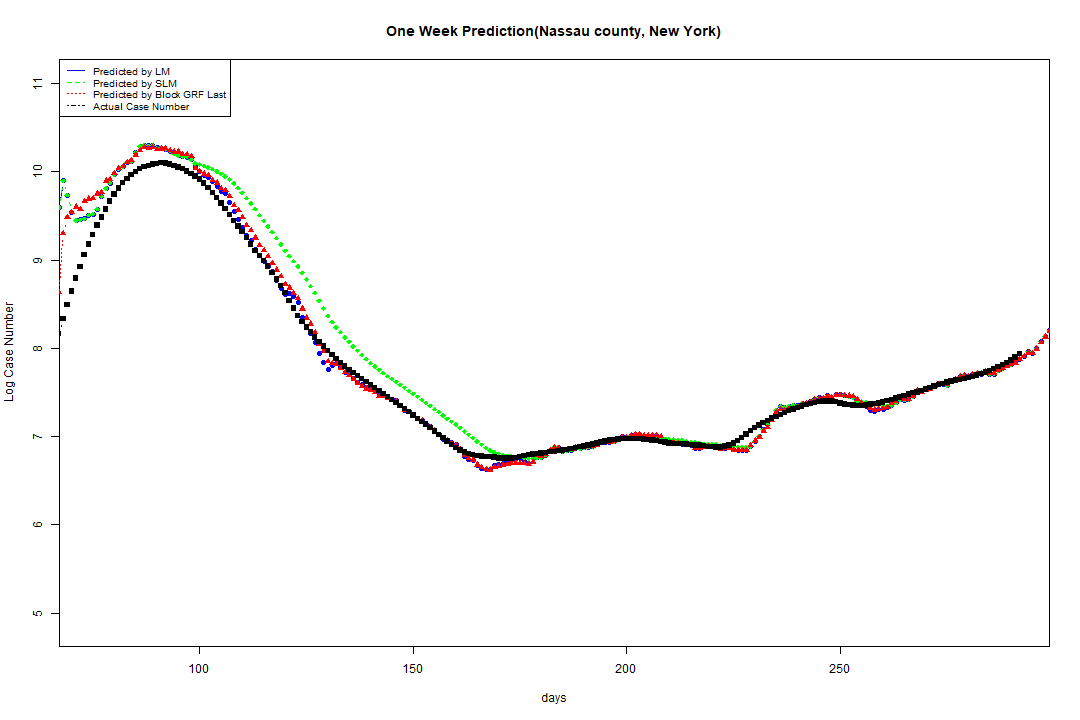 One Week Prediction(Nassau county, New York)
Predicted by LM
Predicted by SLM
Predicted by Block GRF Last
Actual Case Number
11
10
9
8
7
6
5
Log Case Number
100 150 200 250
days